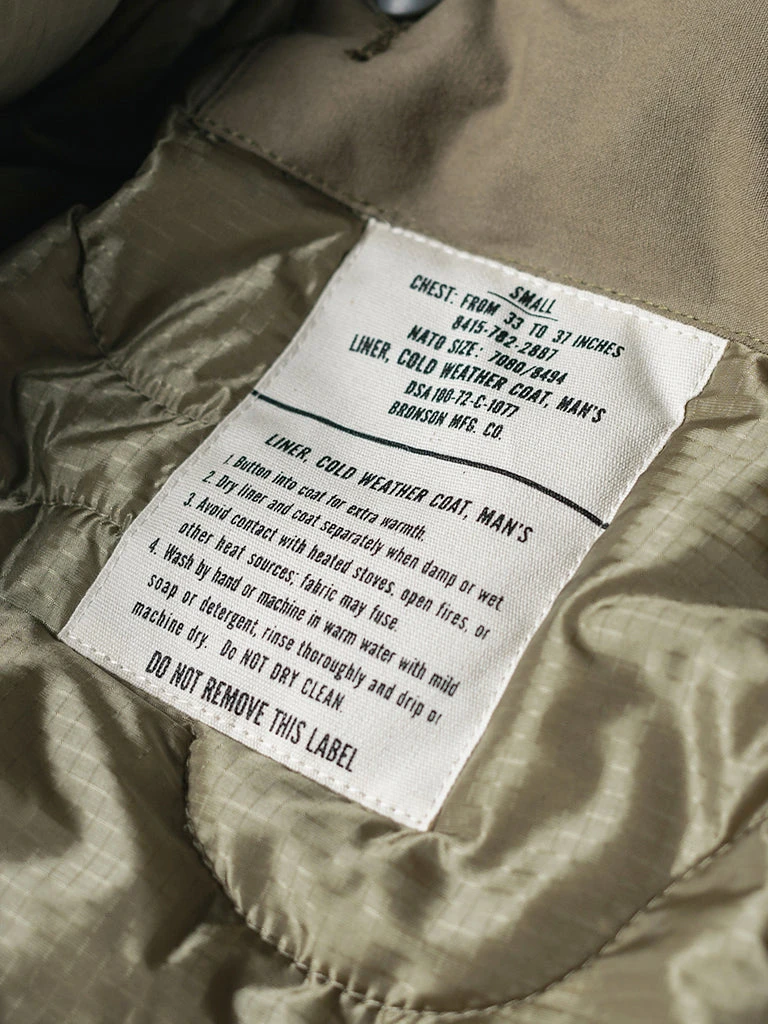 SMALL
CHEST: FROM 33 TO 37 INCHES
8415-782-2887
NATO SIZE: 7080/8494
LINER, COLD WEATHER COAT, MAN'S
DSA 100-72-C-1077
BRONSON MFG. CO.
LINER, COLD WEATHER COAT, MAN'S
1. Button into coat for extra warmth.
2. Dry liner and coat separately when damp or wet.
3. Avoid contact with heated stoves, open fires, or
other heat sources; fabric may fuse.
4. Wash by hand or machine in warm water with mild
soap or detergent, rinse thoroughly and drip or
machine dry. Do NOT DRY CLEAN.
DO NOT REMOVE THIS LABEL